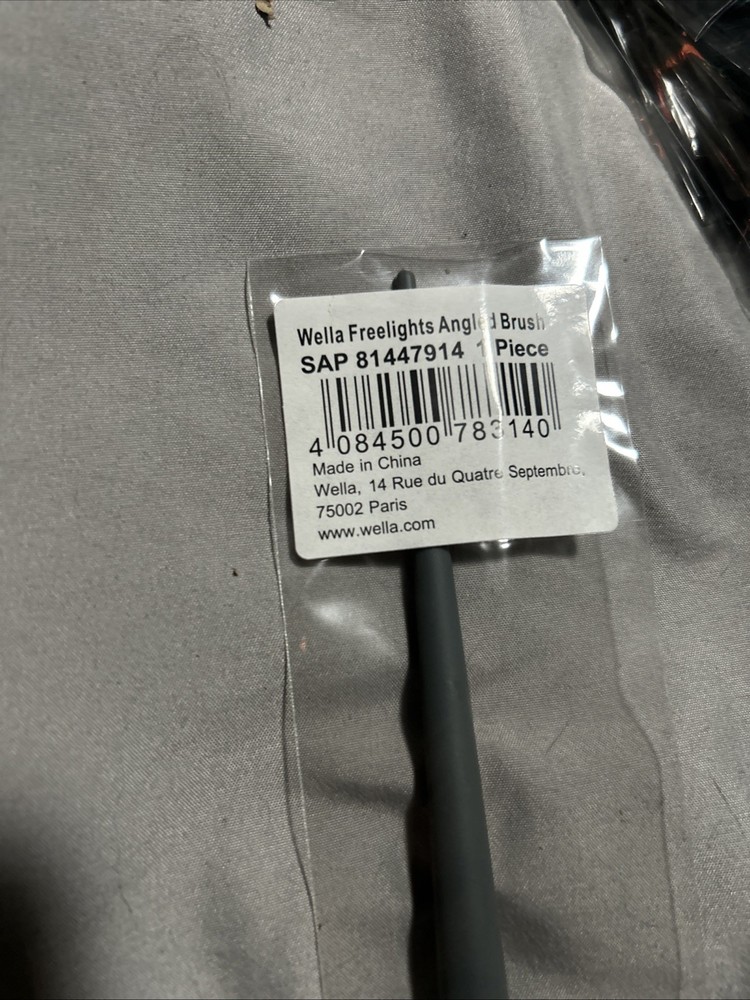 Wella Freelights Angled Brush
SAP 81447914 1 Piece
4 084500 783140
Made in China
Wella, 14 Rue du Quatre Septembre,
75002 Paris
www.wella.com